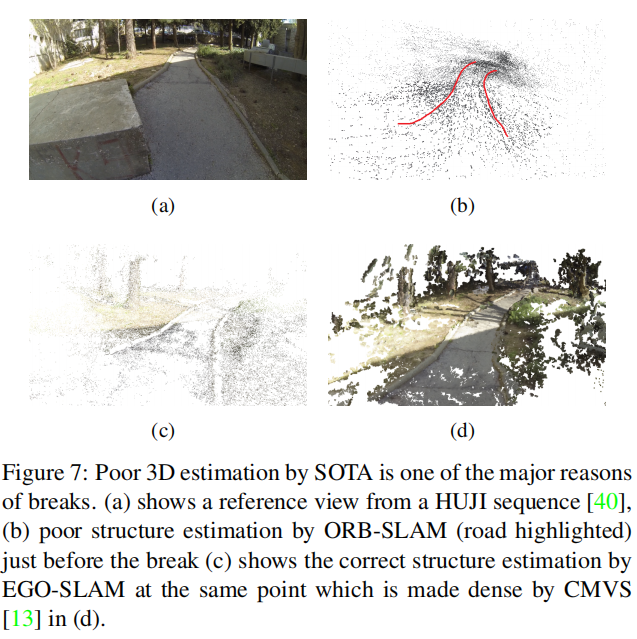 (a)
(b)
(c)
(d)
Figure 7: Poor 3D estimation by SOTA is one of the major reasons
of breaks. (a) shows a reference view from a HUJI sequence [40],
(b) poor structure estimation by ORB-SLAM (road highlighted)
just before the break (c) shows the correct structure estimation by
EGO-SLAM at the same point which is made dense by CMVS
[13] in (d).